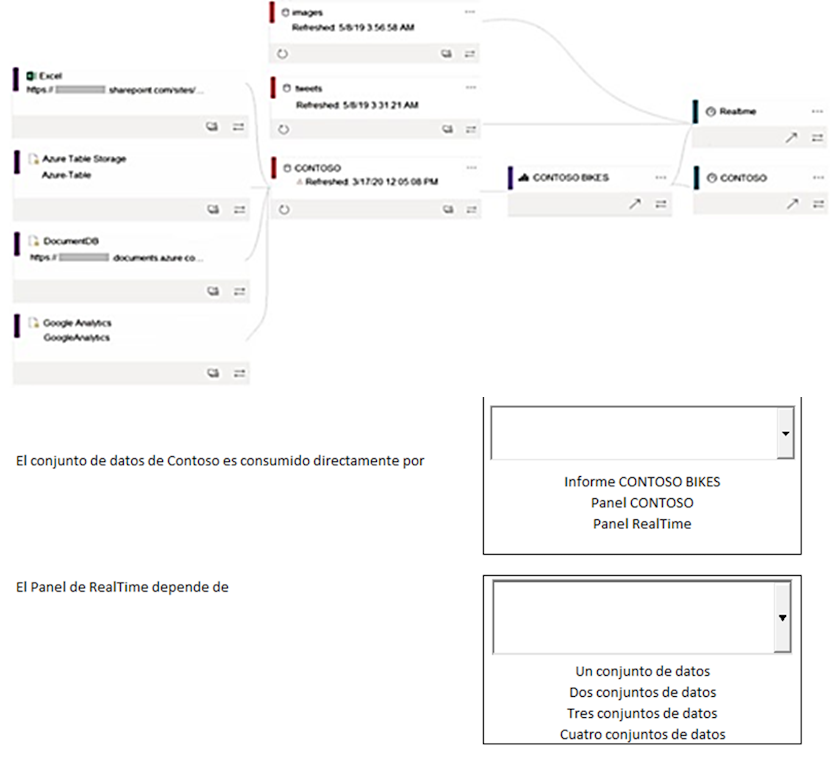 images
Refreshed: 5/8/19 3:56:58 AM
Excel
https:// sharepoint.com/sites/...
tweets
Refreshed: 5/8/19 3:31:21 AM
Realtime
Azure Table Storage
Azure-Table
CONTOSO
Refreshed: 3/17/20 12:05:08 PM
CONTOSO BIKES
CONTOSO
DocumentDB
https:// documents.azure.co...
Google Analytics
GoogleAnalytics
El conjunto de datos de Contoso es consumido directamente por
Informe CONTOSO BIKES
Panel CONTOSO
Panel RealTime
El Panel de RealTime depende de
Un conjunto de datos
Dos conjuntos de datos
Tres conjuntos de datos
Cuatro conjuntos de datos